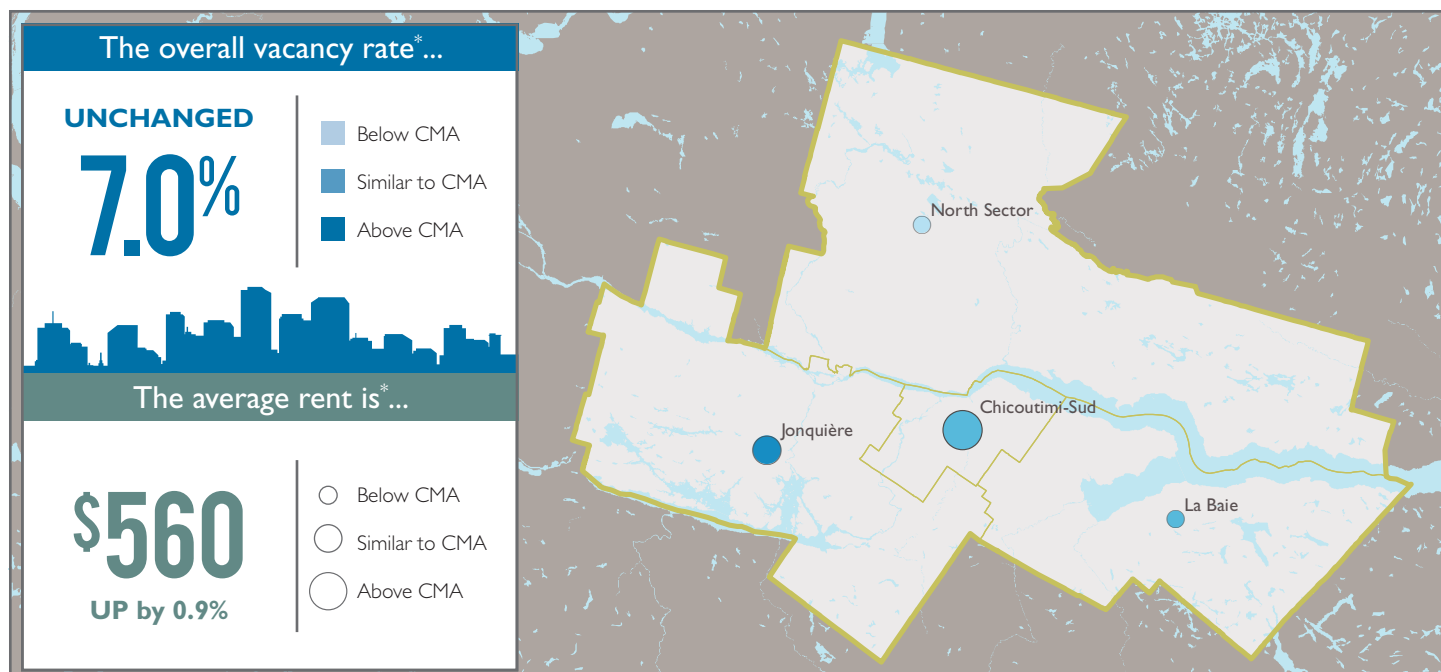 The overall vacancy rate*...
UNCHANGED
7.0%
Below CMA
Similar to CMA
Above CMA
The average rent is*...
$560
UP by 0.9%
Below CMA
Similar to CMA
Above CMA
North Sector
Chicoutimi-Sud
Jonquière
La Baie